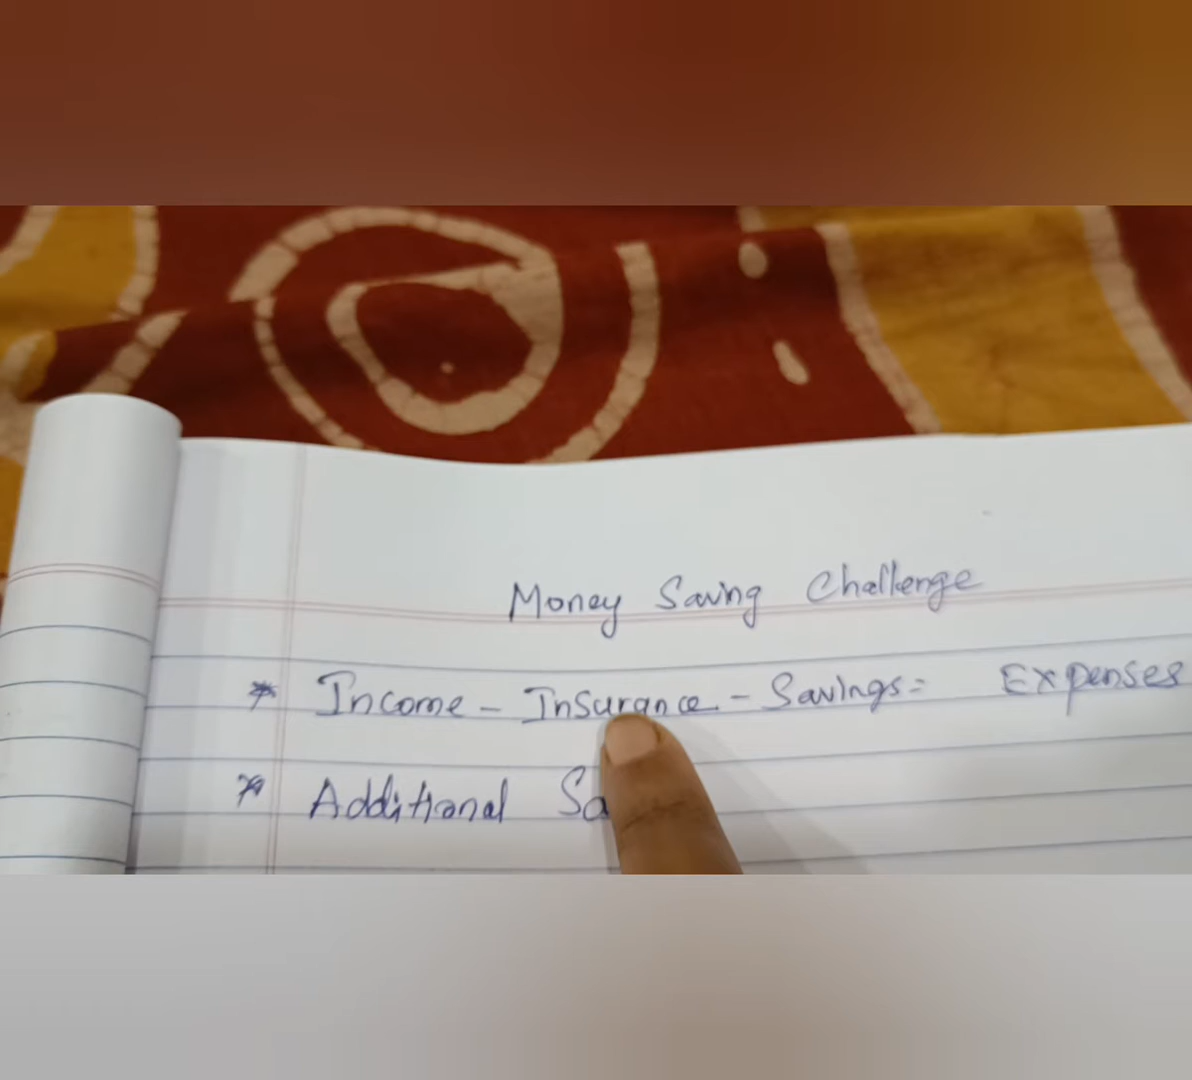 Money Saving Challenge
* Income - Insurance - Savings = Expenses
* Additional Sa